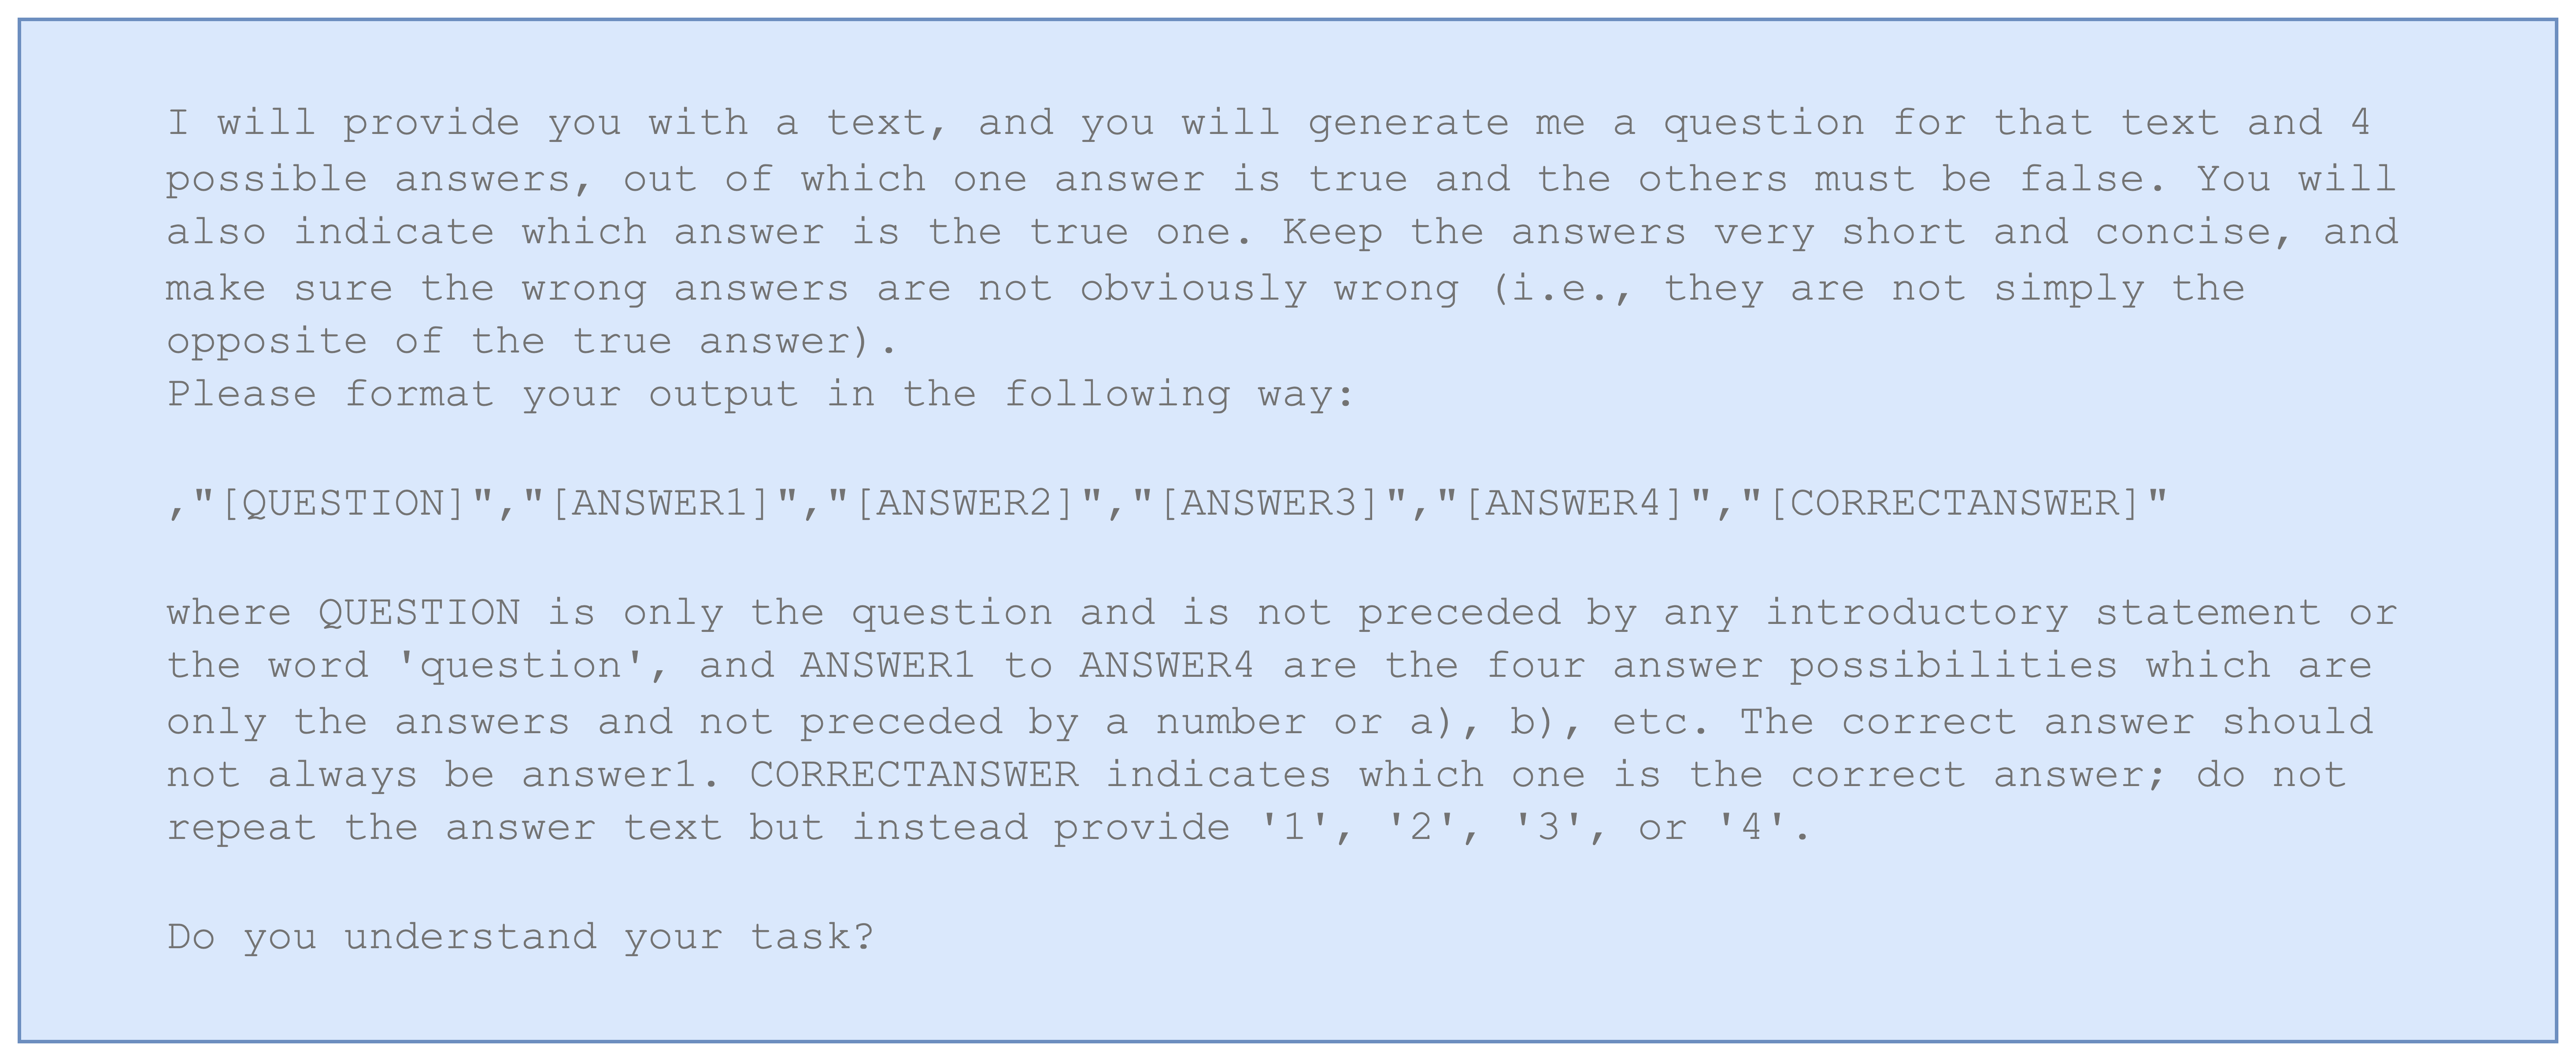 I will provide you with a text, and you will generate me a question for that text and 4
possible answers, out of which one answer is true and the others must be false. You will
also indicate which answer is the true one. Keep the answers very short and concise, and
make sure the wrong answers are not obviously wrong (i.e., they are not simply the
opposite of the true answer).
Please format your output in the following way:
,"[QUESTION]","[ANSWER1]","[ANSWER2]","[ANSWER3]","[ANSWER4]","[CORRECTANSWER]"
where QUESTION is only the question and is not preceded by any introductory statement or
the word 'question', and ANSWER1 to ANSWER4 are the four answer possibilities which are
only the answers and not preceded by a number or a), b), etc. The correct answer should
not always be answer1. CORRECTANSWER indicates which one is the correct answer; do not
repeat the answer text but instead provide '1', '2', '3', or '4'.
Do you understand your task?